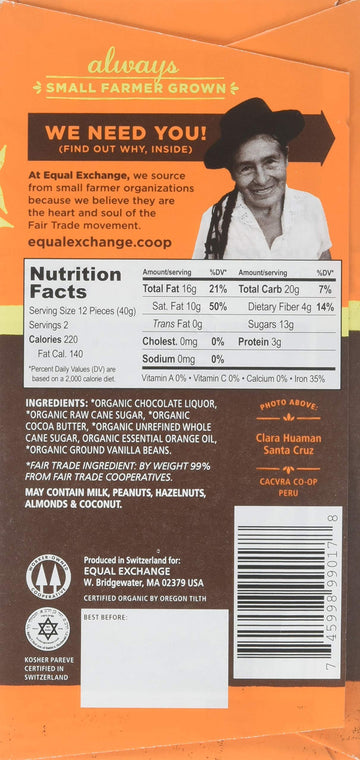 always
SMALL FARMER GROWN
WE NEED YOU!
(FIND OUT WHY, INSIDE)
At Equal Exchange, we source
from small farmer organizations
because we believe they are
the heart and soul of the
Fair Trade movement.
equalexchange.coop
Nutrition
Facts
Serving Size 12 Pieces (40g)
Servings 2
Calories 220
Fat Cal. 140
*Percent Daily Values (DV) are
based on a 2,000 calorie diet.
Amount/serving %DV* Amount/serving %DV*
Total Fat 16g 21% Total Carb 20g 7%
Sat. Fat 10g 50% Dietary Fiber 4g 14%
Trans Fat 0g Sugars 13g
Cholest. 0mg 0% Protein 3g
Sodium 0mg 0%
Vitamin A 0% • Vitamin C 0% • Calcium 0% • Iron 35%
INGREDIENTS: *ORGANIC CHOCOLATE LIQUOR,
*ORGANIC RAW CANE SUGAR, *ORGANIC
COCOA BUTTER, *ORGANIC UNREFINED WHOLE
CANE SUGAR, ORGANIC ESSENTIAL ORANGE OIL,
*ORGANIC GROUND VANILLA BEANS.
*FAIR TRADE INGREDIENT: BY WEIGHT 99%
FROM FAIR TRADE COOPERATIVES.
MAY CONTAIN MILK, PEANUTS, HAZELNUTS,
ALMONDS & COCONUT.
PHOTO ABOVE:
Clara Huaman
Santa Cruz
CACVRA CO-OP
PERU
WORKER-OWNED
COOPERATIVE
Produced in Switzerland for:
EQUAL EXCHANGE
W. Bridgewater, MA 02379 USA
CERTIFIED ORGANIC BY OREGON TILTH
BEST BEFORE:
KOSHER PAREVE
CERTIFIED IN
SWITZERLAND
7 45998 99017 8